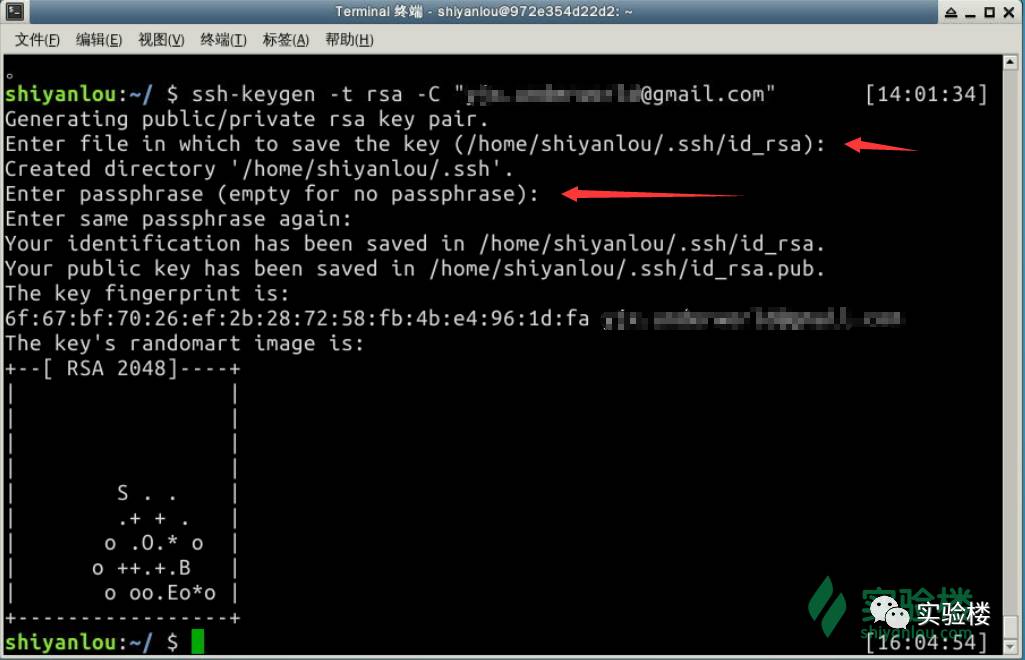 Terminal 终端 - shiyanlou@972e354d22d2: ~
文件(F) 编辑(E) 视图(V) 终端(T) 标签(A) 帮助(H)
。
shiyanlou:~/ $ ssh-keygen -t rsa -C "@gmail.com" [14:01:34]
Generating public/private rsa key pair.
Enter file in which to save the key (/home/shiyanlou/.ssh/id_rsa):
Created directory '/home/shiyanlou/.ssh'.
Enter passphrase (empty for no passphrase):
Enter same passphrase again:
Your identification has been saved in /home/shiyanlou/.ssh/id_rsa.
Your public key has been saved in /home/shiyanlou/.ssh/id_rsa.pub.
The key fingerprint is:
6f:67:bf:70:26:ef:2b:28:72:58:fb:4b:e4:96:1d:fa
The key's randomart image is:
+--[ RSA 2048]----+
|                 |
|                 |
|                 |
|                 |
|        S . .    |
|        .+ + .   |
|       o .O.* o  |
|      o ++.+.B   |
|       o oo.Eo*o |
+-----------------+
实验楼
实验楼
shiyanlou.com
shiyanlou:~/ $ [16:04:54]